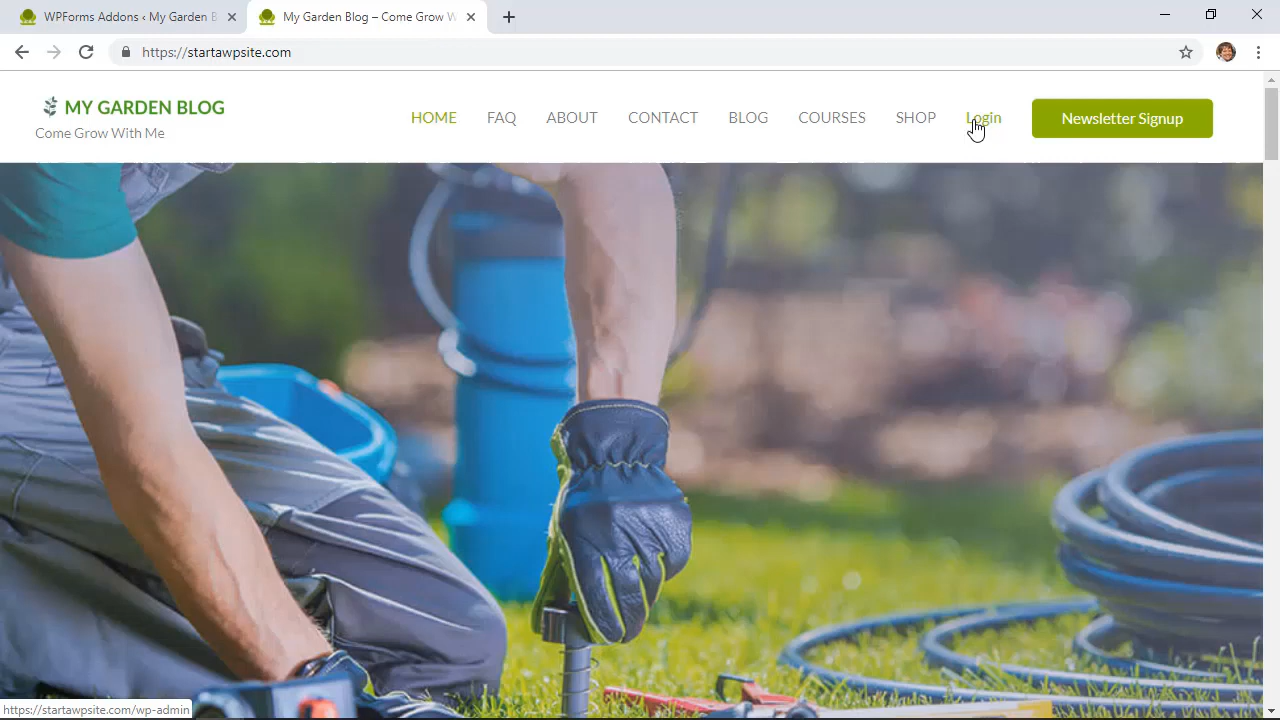 WPForms Addons ‹ My Garden B
My Garden Blog – Come Grow W
https://startawpsite.com
MY GARDEN BLOG
Come Grow With Me
HOME FAQ ABOUT CONTACT BLOG COURSES SHOP Login Newsletter Signup
https://startawpsite.com/wp-admin